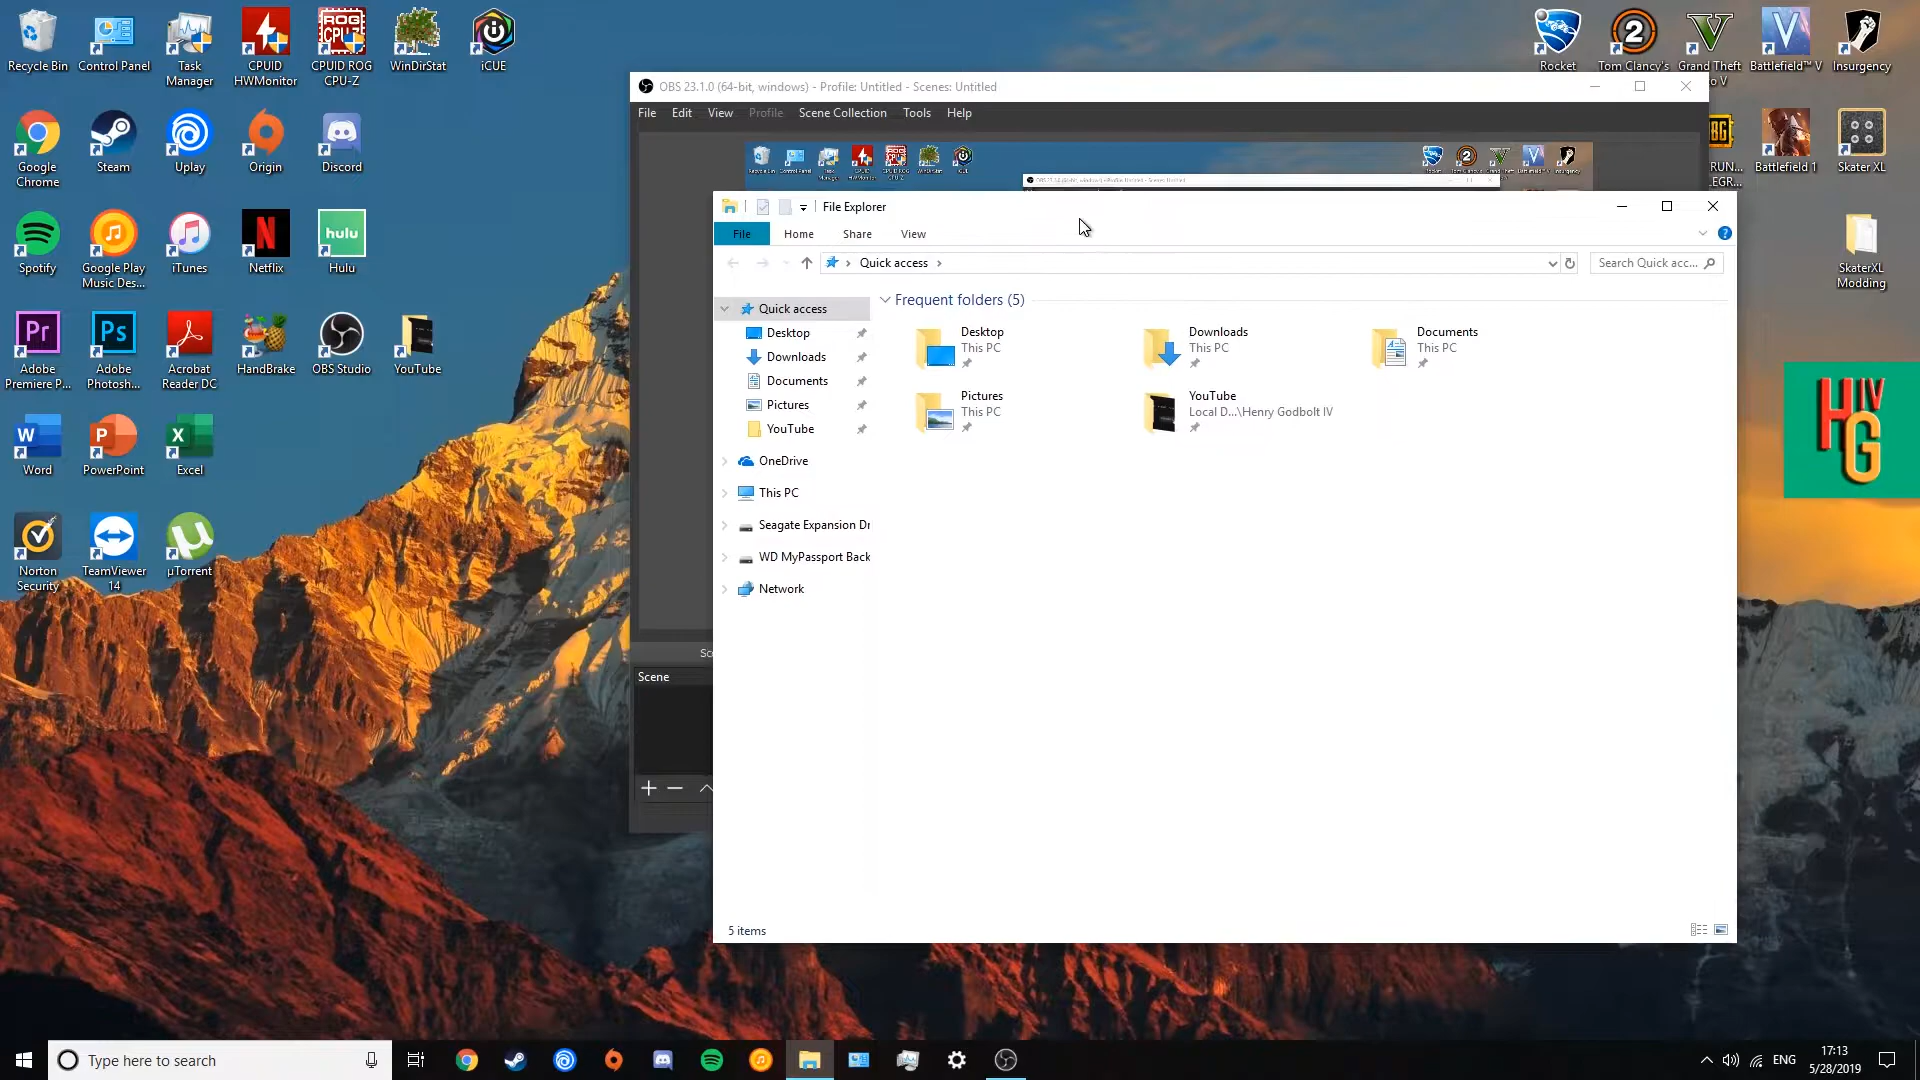 Recycle Bin
Control Panel
Task
Manager
CPUID
HWMonitor
CPUID ROG
CPU-Z
WinDirStat
iCUE
Google
Chrome
Steam
Uplay
Origin
Discord
Spotify
Google Play
Music Des...
iTunes
Netflix
hulu
Hulu
Adobe
Premiere P...
Adobe
Photosh...
Acrobat
Reader DC
HandBrake
OBS Studio
YouTube
Word
PowerPoint
Excel
Norton
Security
TeamViewer
14
µTorrent
OBS 23.1.0 (64-bit, windows) - Profile: Untitled - Scenes: Untitled
File Edit View Profile Scene Collection Tools Help
Scene
File Explorer
File Home Share View
Quick access
Search Quick acc...
Quick access
Desktop
Downloads
Documents
Pictures
YouTube
OneDrive
This PC
Seagate Expansion Dr
WD MyPassport Back
Network
Frequent folders (5)
Desktop
This PC
Downloads
This PC
Documents
This PC
Pictures
This PC
YouTube
Local D...\Henry Godbolt IV
5 items
Rocket
Tom Clancy's
Grand Theft
o V
Battlefield™ V
Insurgency
RUN...
LEGR...
Battlefield 1
Skater XL
SkaterXL
Modding
HIV
G
Type here to search
ENG
17:13
5/28/2019